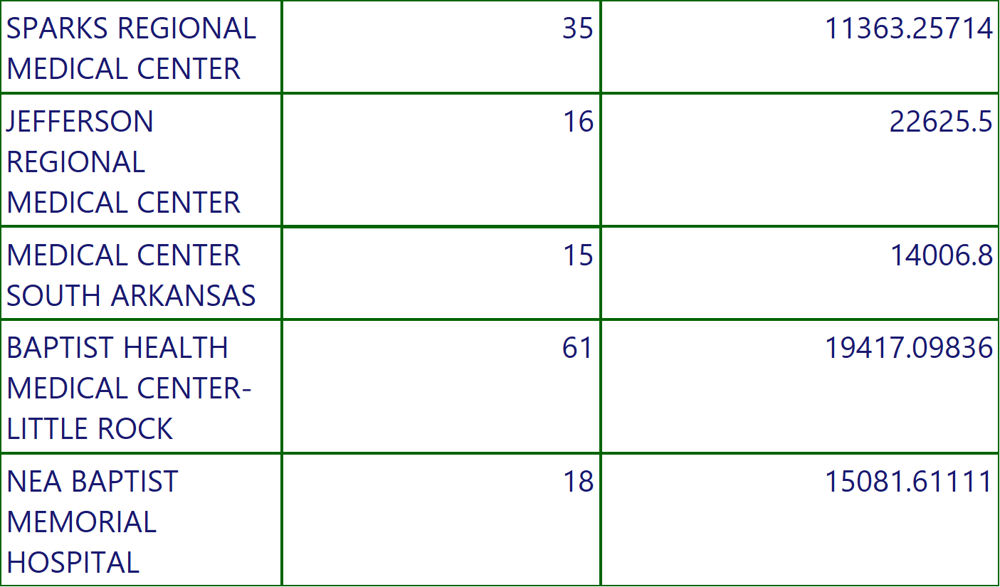 SPARKS REGIONAL 35 11363.25714
MEDICAL CENTER
JEFFERSON 16 22625.5
REGIONAL
MEDICAL CENTER
MEDICAL CENTER 15 14006.8
SOUTH ARKANSAS
BAPTIST HEALTH 61 19417.09836
MEDICAL CENTER-
LITTLE ROCK
NEA BAPTIST 18 15081.61111
MEMORIAL
HOSPITAL